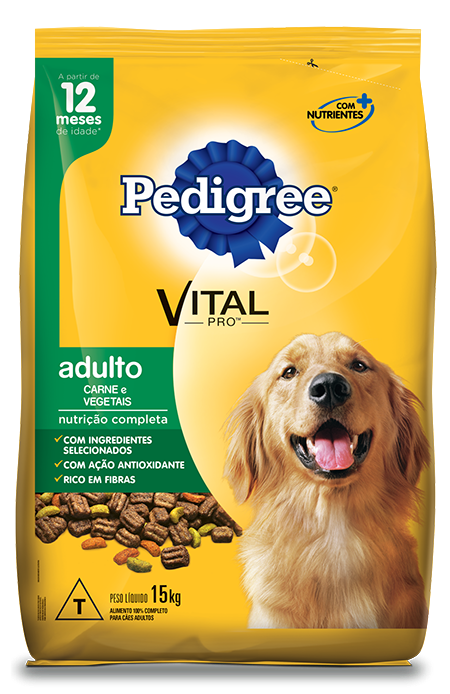 A partir de
12
meses
de idade*
COM
NUTRIENTES
Pedigree®
VITAL
PRO™
adulto
CARNE e
VEGETAIS
nutrição completa
COM INGREDIENTES
SELECIONADOS
COM AÇÃO ANTIOXIDANTE
RICO EM FIBRAS
T
PESO LÍQUIDO 15kg
ALIMENTO 100% COMPLETO
PARA CÃES ADULTOS